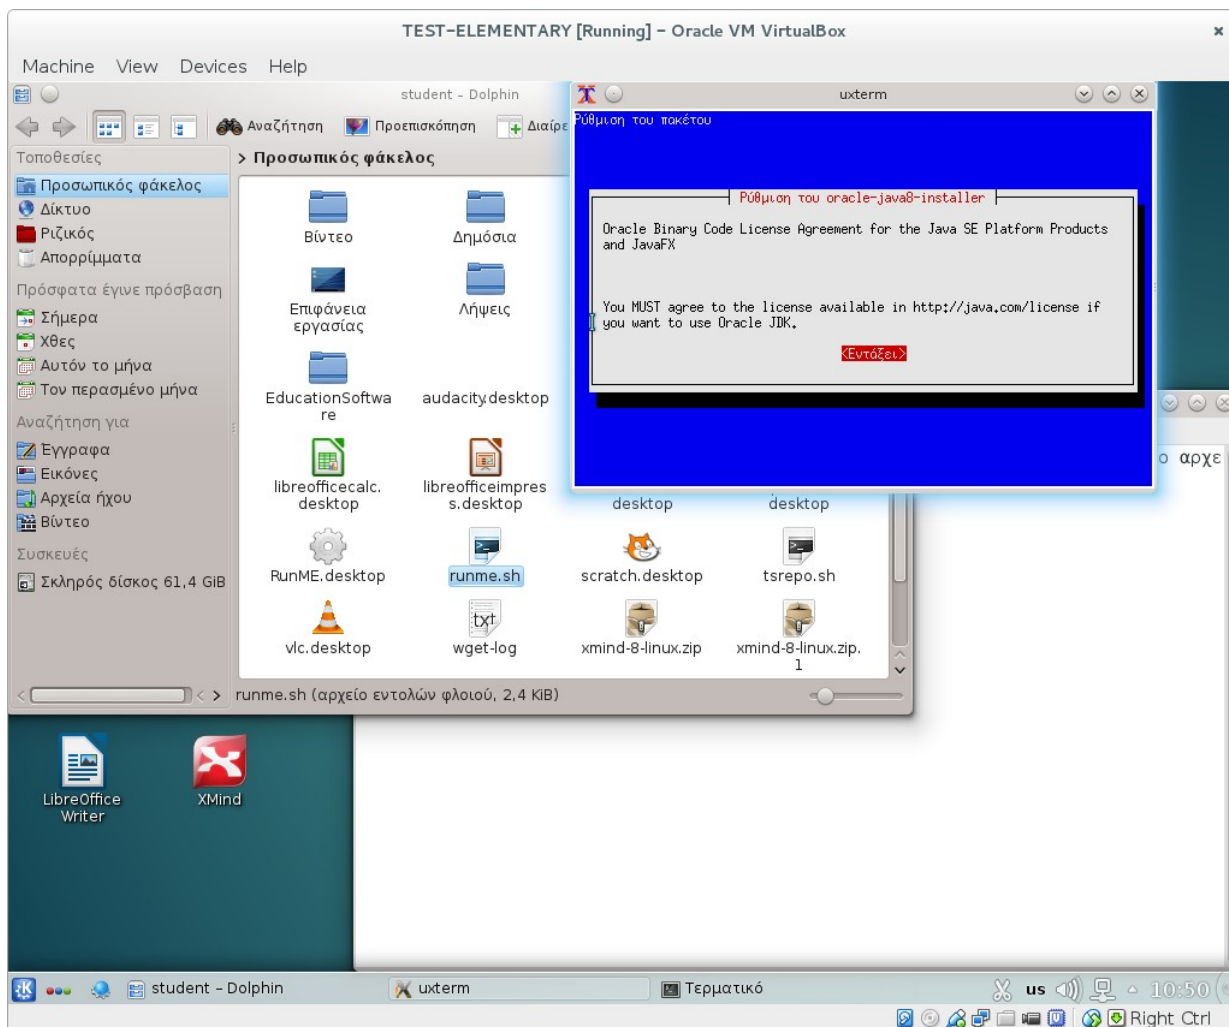 TEST-ELEMENTARY [Running] - Oracle VM VirtualBox
Machine View Devices Help
student - Dolphin
Αναζήτηση Προεπισκόπηση Διαίρε
Τοποθεσίες
Προσωπικός φάκελος
Δίκτυο
Ριζικός
Απορρίμματα
Πρόσφατα έγινε πρόσβαση
Σήμερα
Χθες
Αυτόν το μήνα
Τον περασμένο μήνα
Αναζήτηση για
Έγγραφα
Εικόνες
Αρχεία ήχου
Βίντεο
Συσκευές
Σκληρός δίσκος 61,4 GiB
> Προσωπικός φάκελος
Βίντεο Δημόσια
Επιφάνεια
εργασίας
Λήψεις
EducationSoftwa
re
audacity.desktop
libreofficecalc.
desktop
libreofficeimpres
s.desktop
desktop
desktop
RunME.desktop runme.sh scratch.desktop tsrepo.sh
vlc.desktop wget-log xmind-8-linux.zip
xmind-8-linux.zip.
1
runme.sh (αρχείο εντολών φλοιού, 2,4 KiB)
uxterm
Ρύθμιση του πακέτου
Ρύθμιση του oracle-java8-installer
Oracle Binary Code License Agreement for the Java SE Platform Products
and JavaFX
You MUST agree to the license available in http://java.com/license if
you want to use Oracle JDK.
<Εντάξει>
ο αρχε
LibreOffice
Writer
XMind
student - Dolphin uxterm Τερματικό us 10:50
Right Ctrl